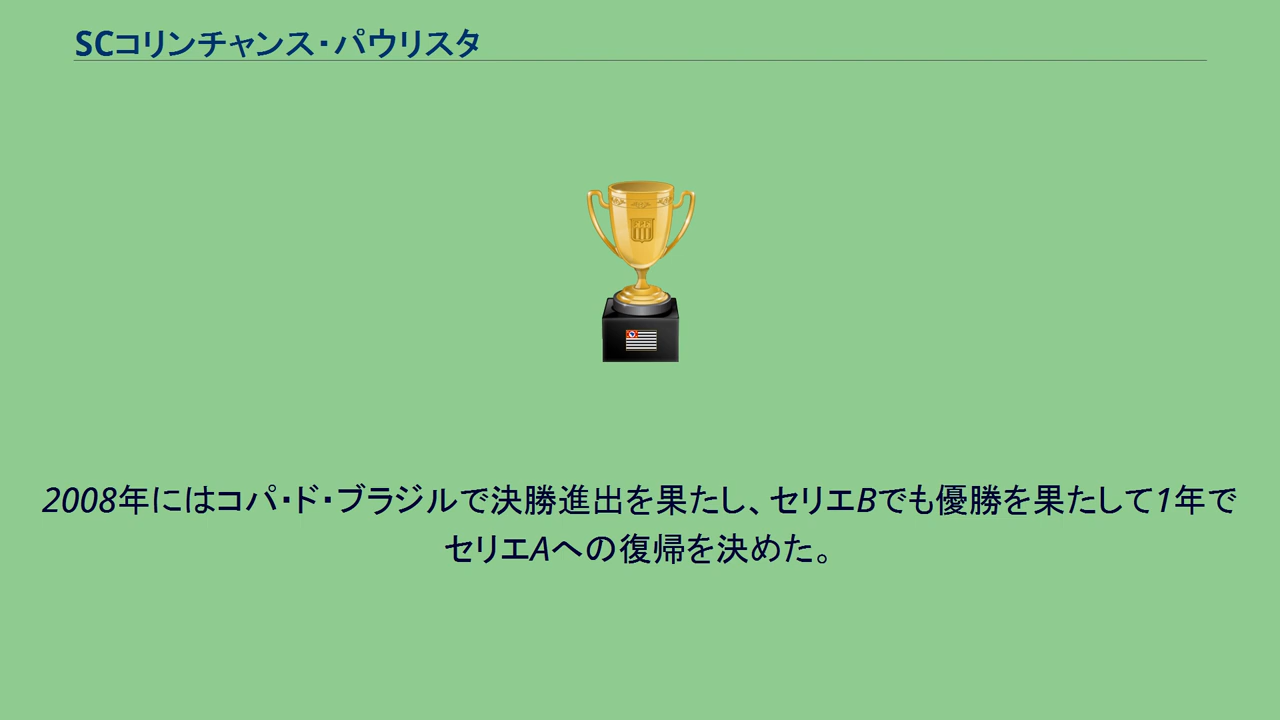 SCコリンチャンス・パウリスタ
2008年にはコパ・ド・ブラジルで決勝進出を果たし、セリエBでも優勝を果たして1年で
セリエAへの復帰を決めた。